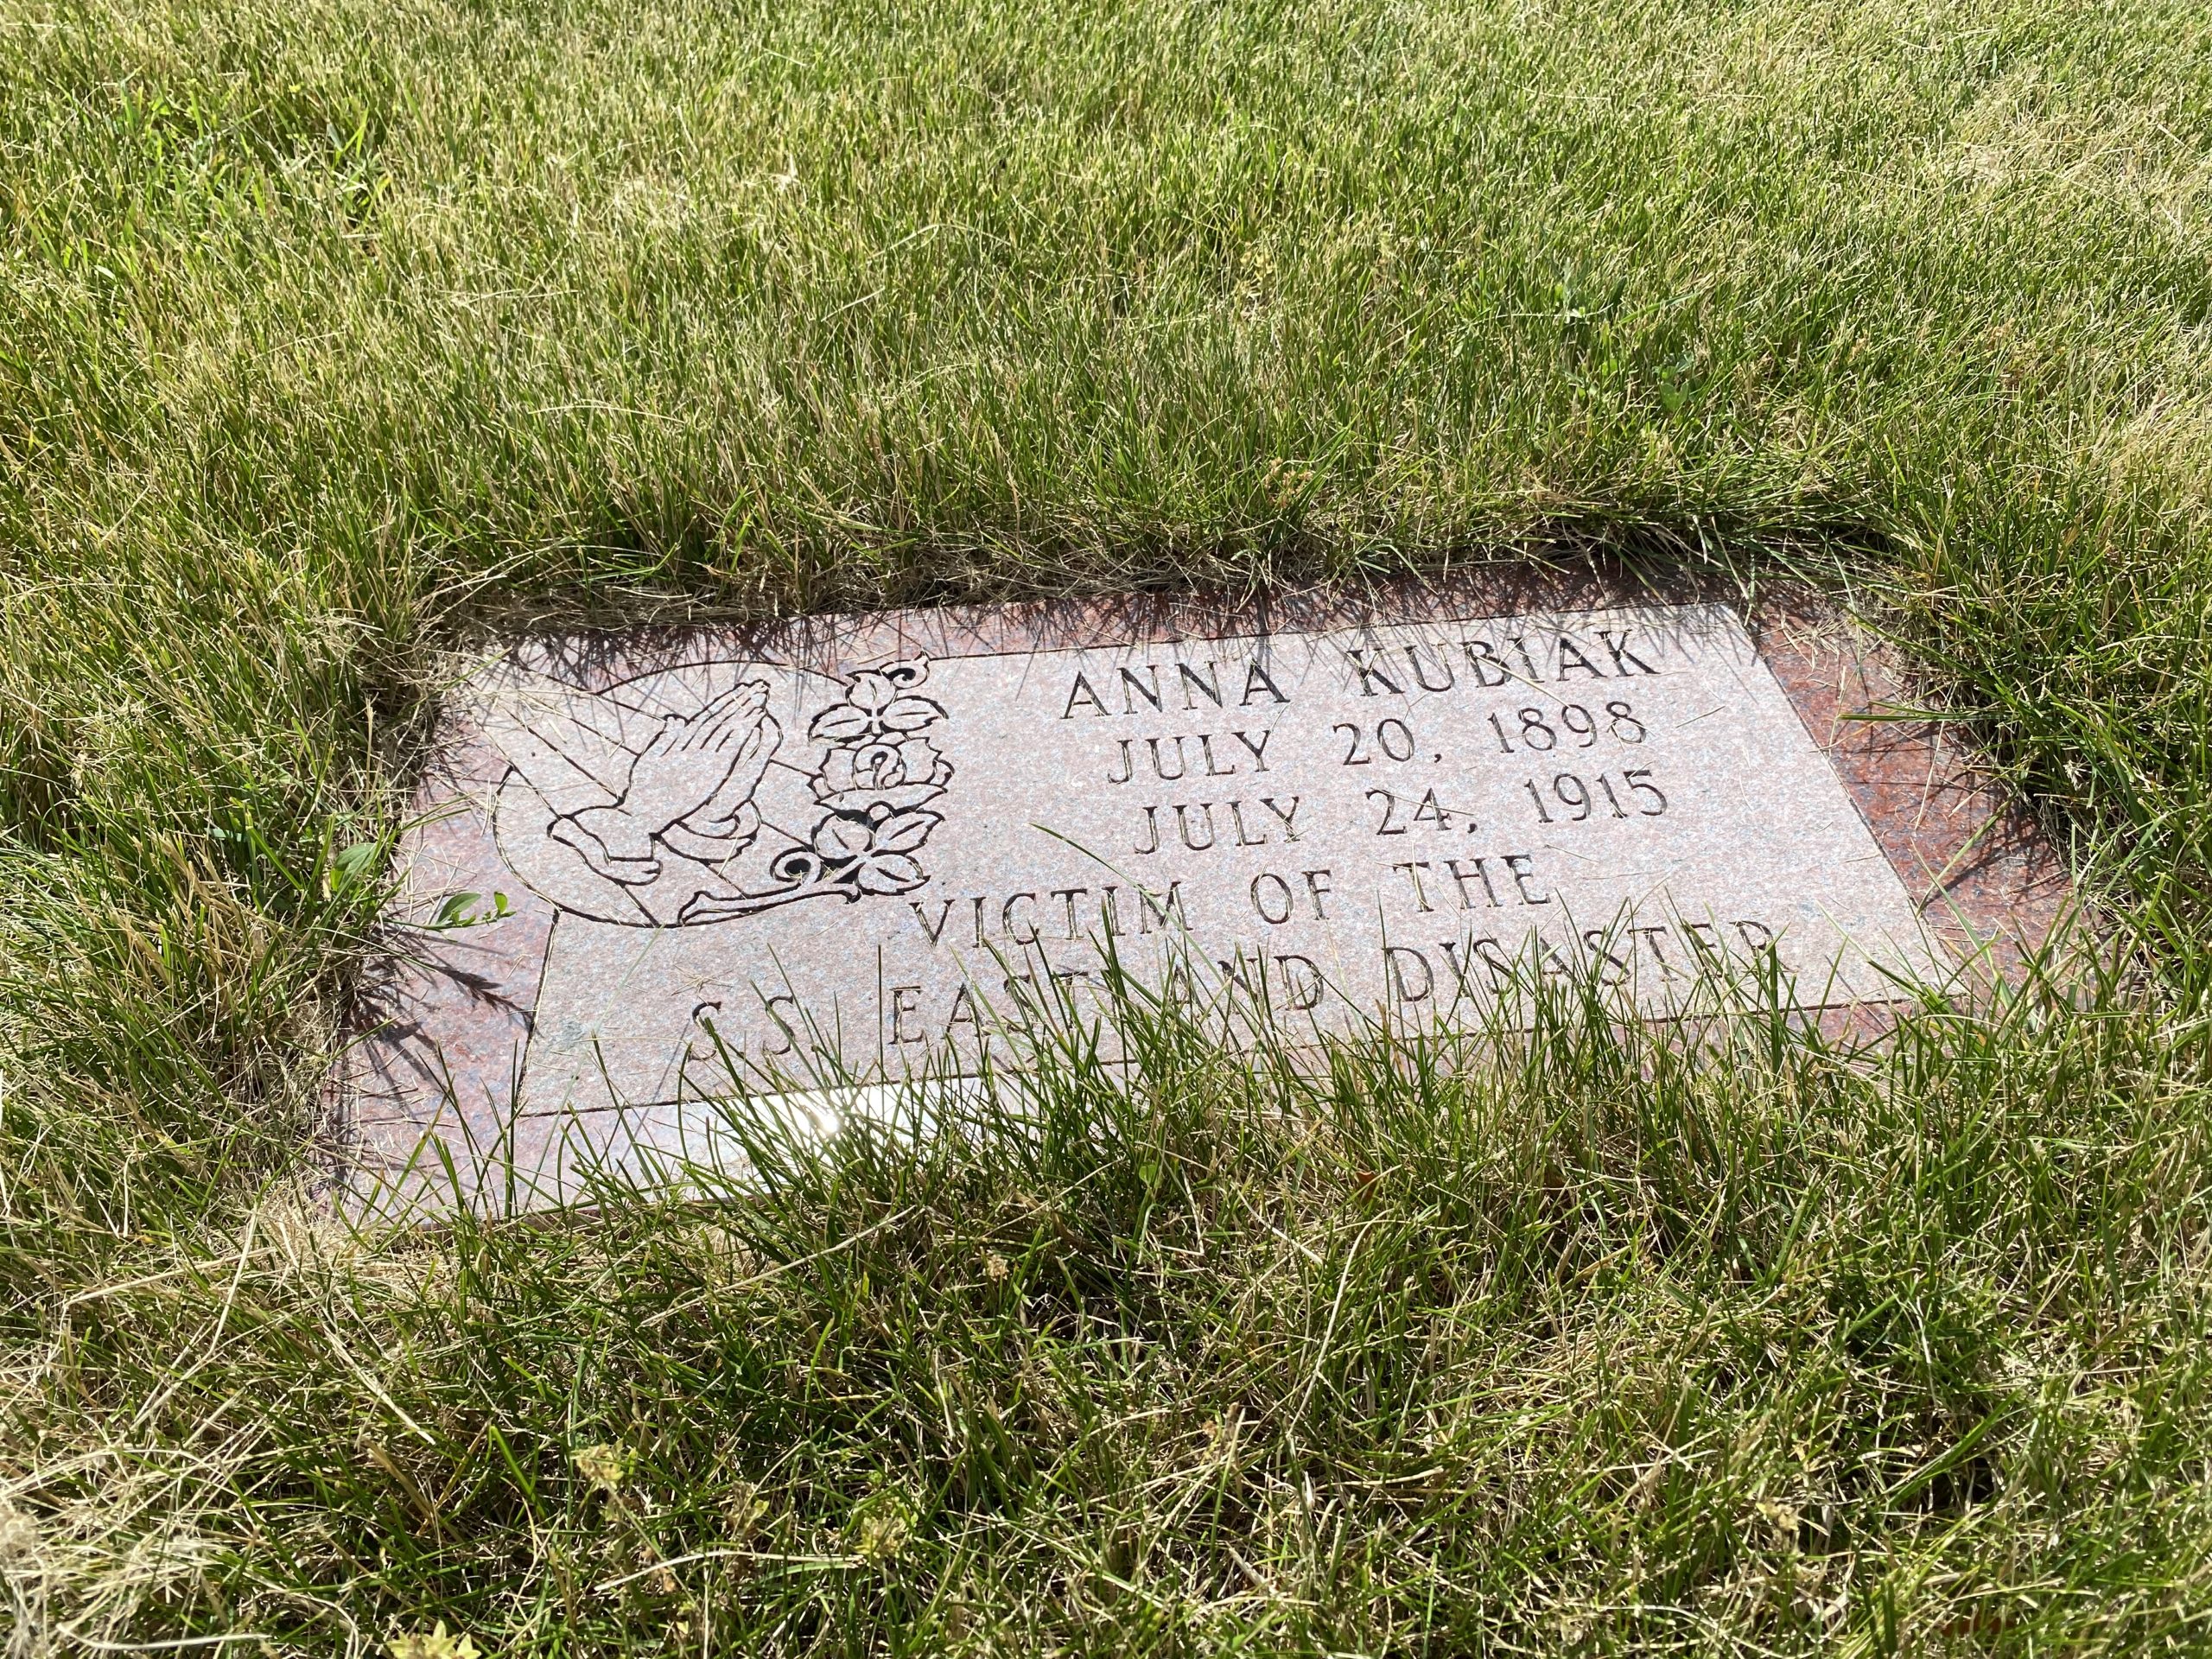 ANNA KUBIAK
JULY 20, 1898
JULY 24, 1915
VICTIM OF THE
S.S. EASTLAND DISASTER